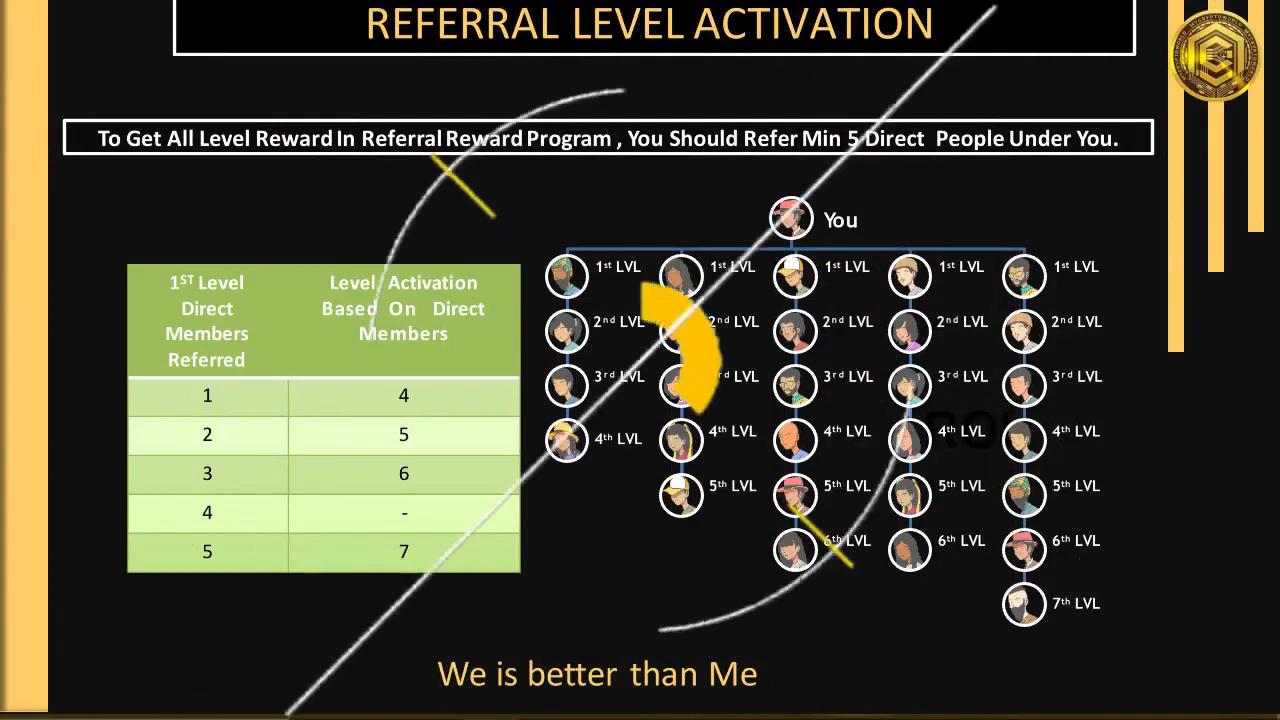 REFERRAL LEVEL ACTIVATION
To Get All Level Reward In Referral Reward Program , You Should Refer Min 5 Direct People Under You.
You
1ST Level Direct Members Referred
Level Activation Based On Direct Members
1 4
2 5
3 6
4 -
5 7
1st LVL 1st LVL 1st LVL 1st LVL 1st LVL
2nd LVL 2nd LVL 2nd LVL 2nd LVL 2nd LVL
3rd LVL rd LVL 3rd LVL 3rd LVL 3rd LVL
4th LVL 4th LVL 4th LVL 4th LVL 4th LVL
5th LVL 5th LVL 5th LVL 5th LVL
6th LVL 6th LVL 6th LVL
7th LVL
We is better than Me